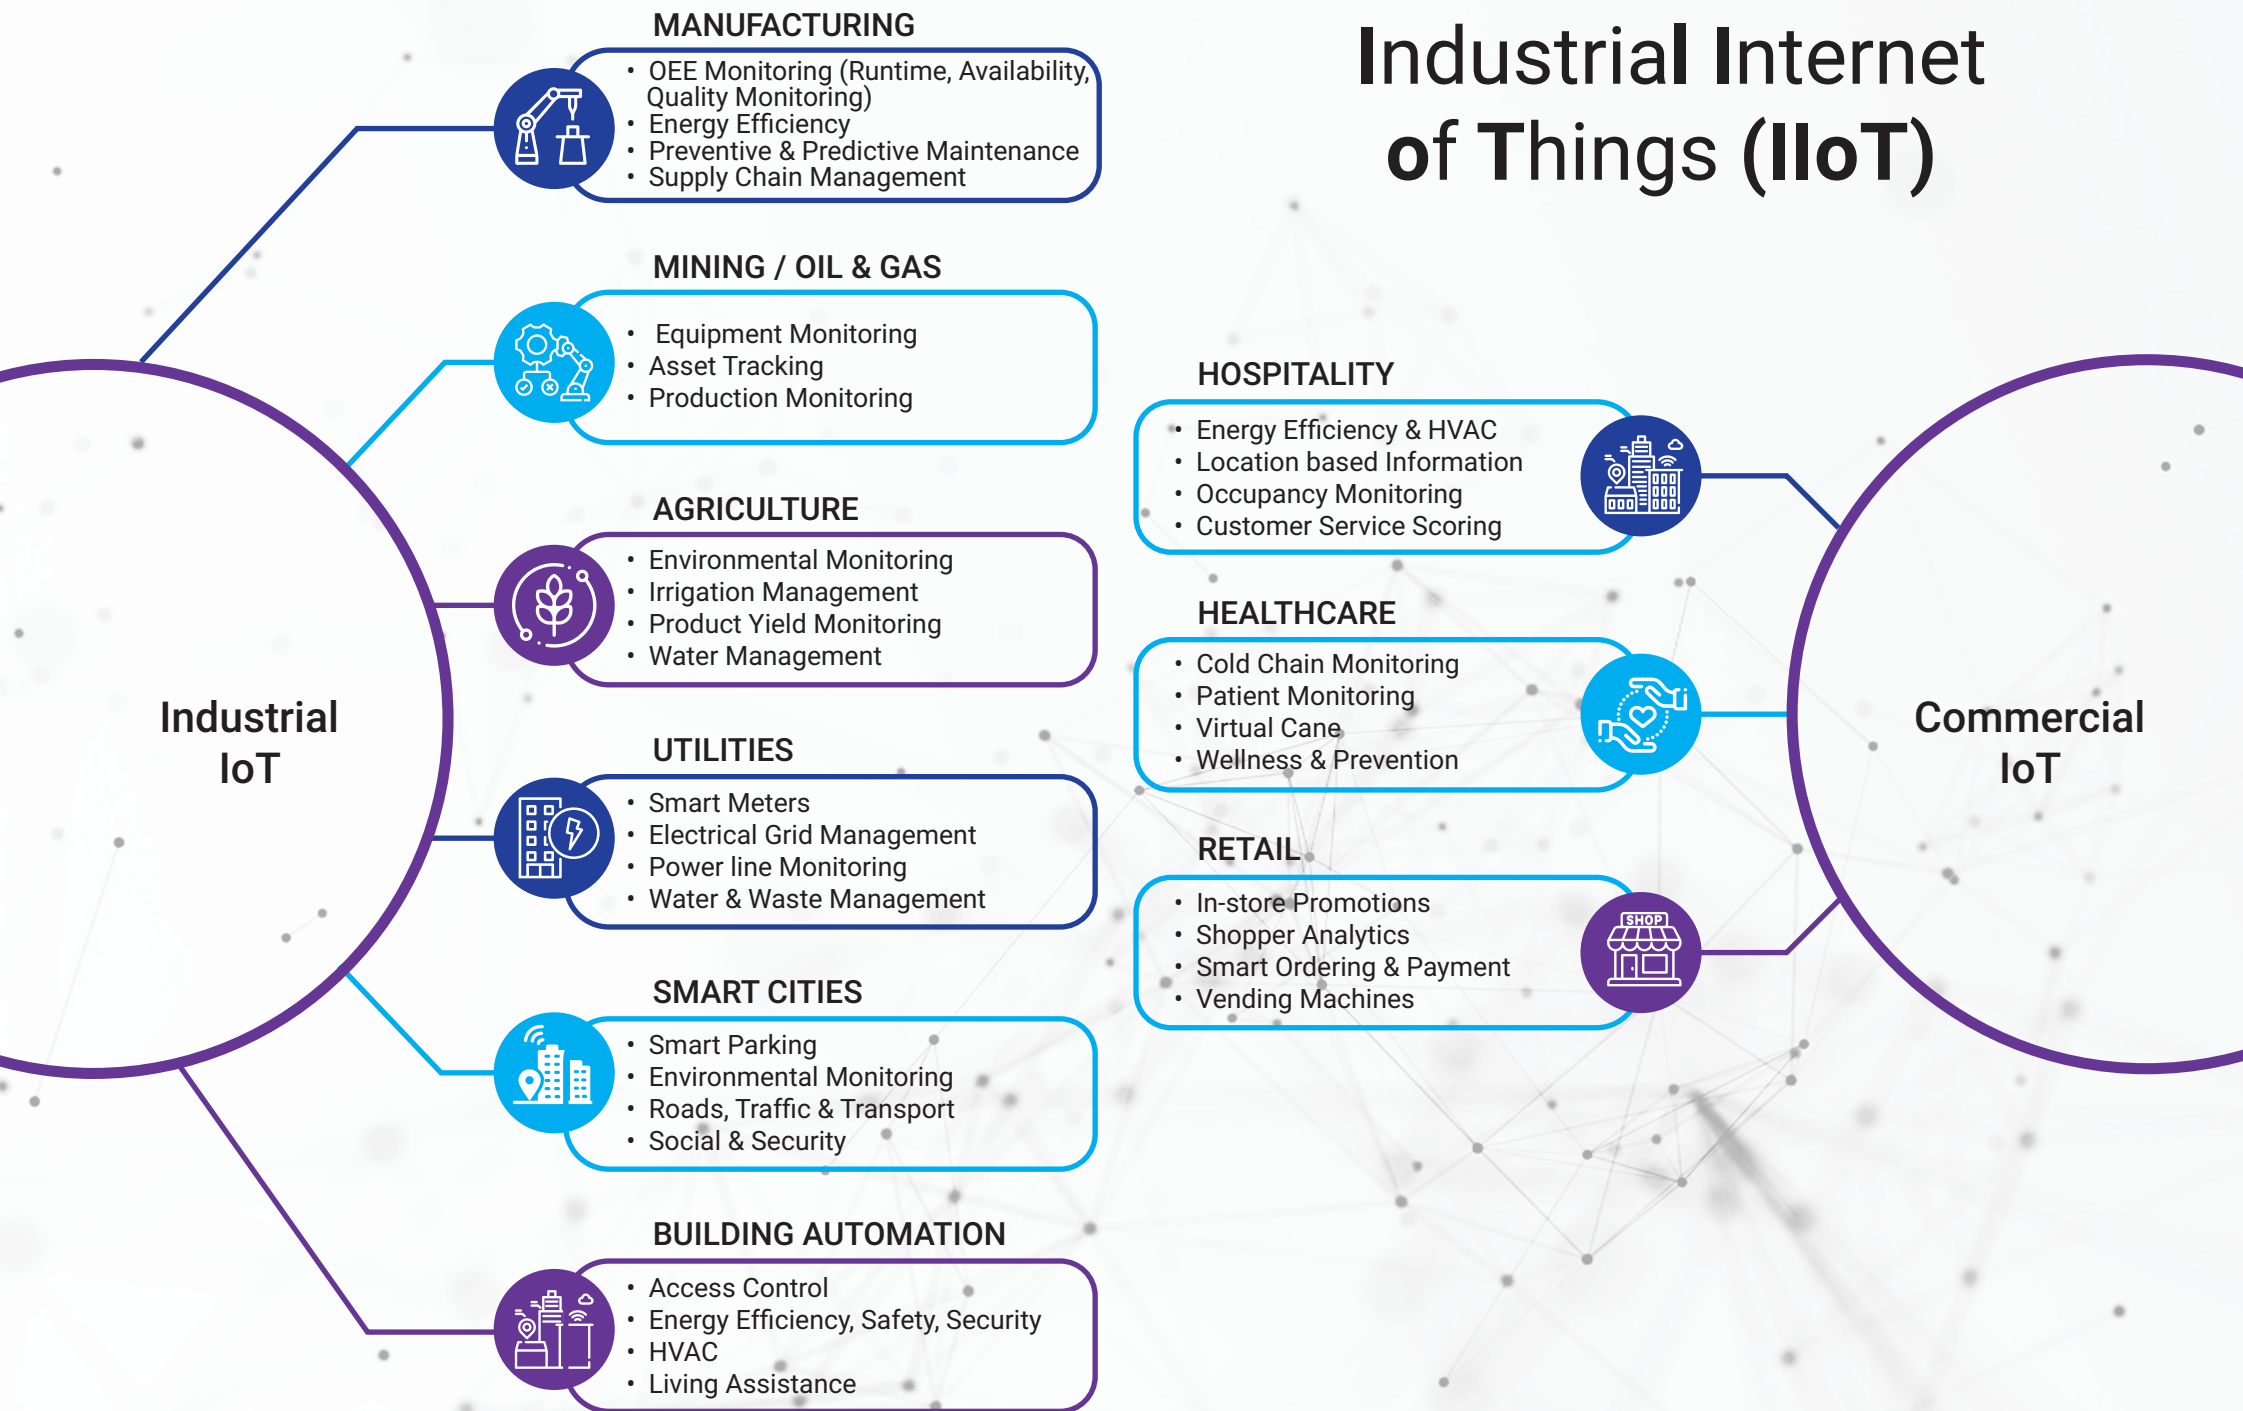 Industrial Internet
of Things (IIoT)
Industrial
IoT
MANUFACTURING
• OEE Monitoring (Runtime, Availability,
Quality Monitoring)
• Energy Efficiency
• Preventive & Predictive Maintenance
• Supply Chain Management
MINING / OIL & GAS
• Equipment Monitoring
• Asset Tracking
• Production Monitoring
AGRICULTURE
• Environmental Monitoring
• Irrigation Management
• Product Yield Monitoring
• Water Management
UTILITIES
• Smart Meters
• Electrical Grid Management
• Power line Monitoring
• Water & Waste Management
SMART CITIES
• Smart Parking
• Environmental Monitoring
• Roads, Traffic & Transport
• Social & Security
BUILDING AUTOMATION
• Access Control
• Energy Efficiency, Safety, Security
• HVAC
• Living Assistance
Commercial
IoT
HOSPITALITY
• Energy Efficiency & HVAC
• Location based Information
• Occupancy Monitoring
• Customer Service Scoring
HEALTHCARE
• Cold Chain Monitoring
• Patient Monitoring
• Virtual Cane
• Wellness & Prevention
RETAIL
• In-store Promotions
• Shopper Analytics
• Smart Ordering & Payment
• Vending Machines
SHOP